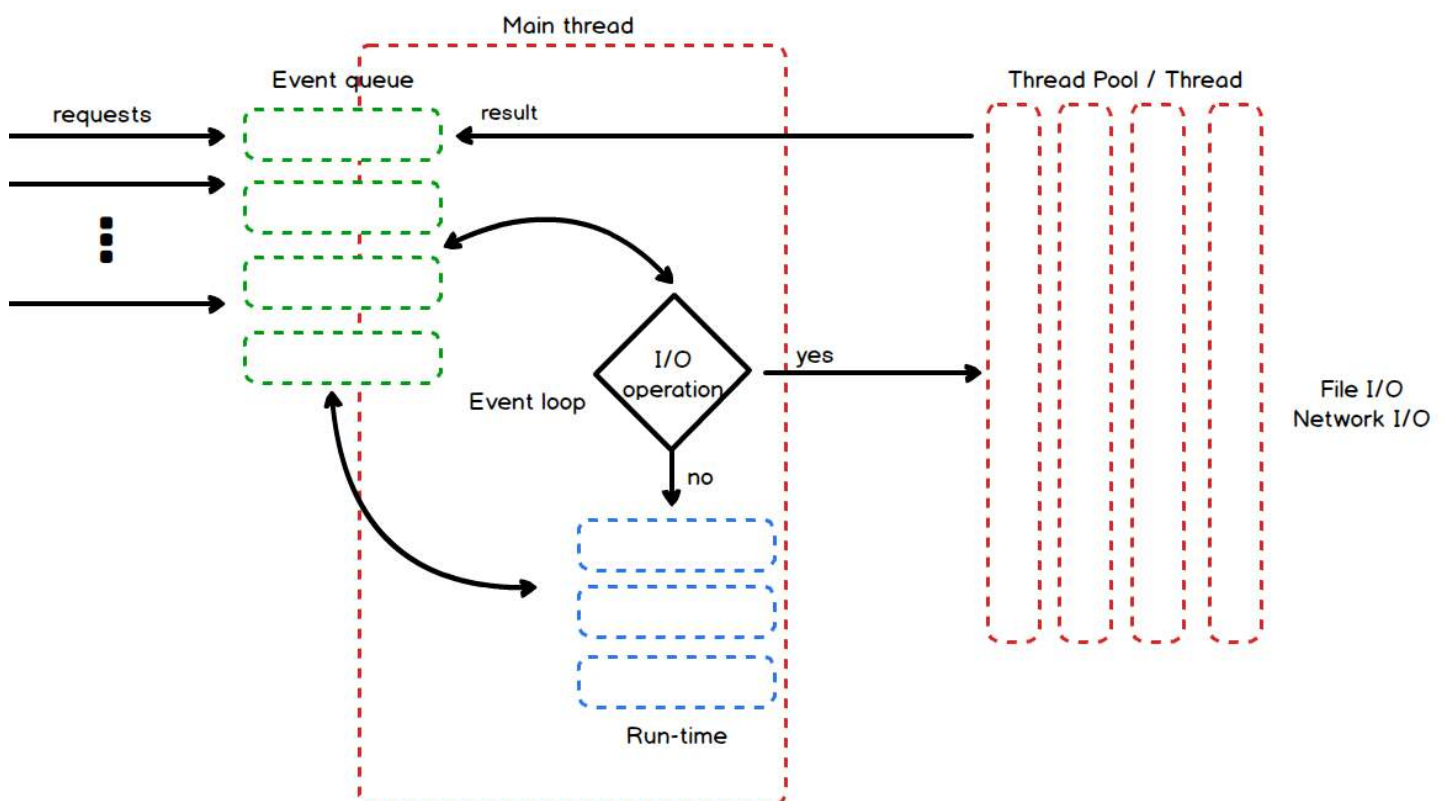 Main thread
Event queue
Thread Pool / Thread
requests
result
I/O
operation
yes
Event loop
File I/O
Network I/O
no
Run-time